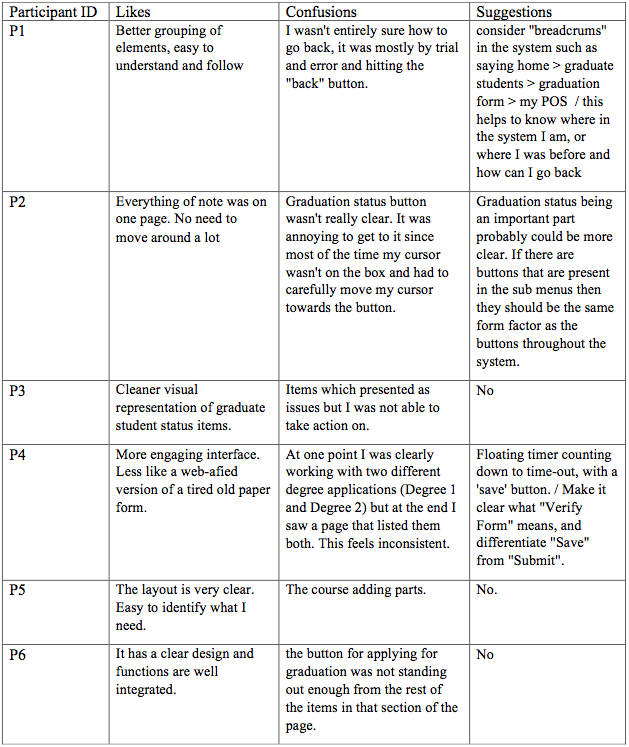 Participant ID Likes Confusions Suggestions
P1
Better grouping of
elements, easy to
understand and follow
I wasn't entirely sure how to
go back, it was mostly by trial
and error and hitting the
"back" button.
consider "breadcrums"
in the system such as
saying home > graduate
students > graduation
form > my POS / this
helps to know where in
the system I am, or
where I was before and
how can I go back
P2
Everything of note was on
one page. No need to
move around a lot
Graduation status button
wasn't really clear. It was
annoying to get to it since
most of the time my cursor
wasn't on the box and had to
carefully move my cursor
towards the button.
Graduation status being
an important part
probably could be more
clear. If there are
buttons that are present
in the sub menus then
they should be the same
form factor as the
buttons throughout the
system.
P3
Cleaner visual
representation of graduate
student status items.
Items which presented as
issues but I was not able to
take action on.
No
P4
More engaging interface.
Less like a web-afied
version of a tired old paper
form.
At one point I was clearly
working with two different
degree applications (Degree 1
and Degree 2) but at the end I
saw a page that listed them
both. This feels inconsistent.
Floating timer counting
down to time-out, with a
'save' button. / Make it
clear what "Verify
Form" means, and
differentiate "Save"
from "Submit".
P5
The layout is very clear.
Easy to identify what I
need.
The course adding parts.
No.
P6
It has a clear design and
functions are well
integrated.
the button for applying for
graduation was not standing
out enough from the rest of
the items in that section of the
page.
No